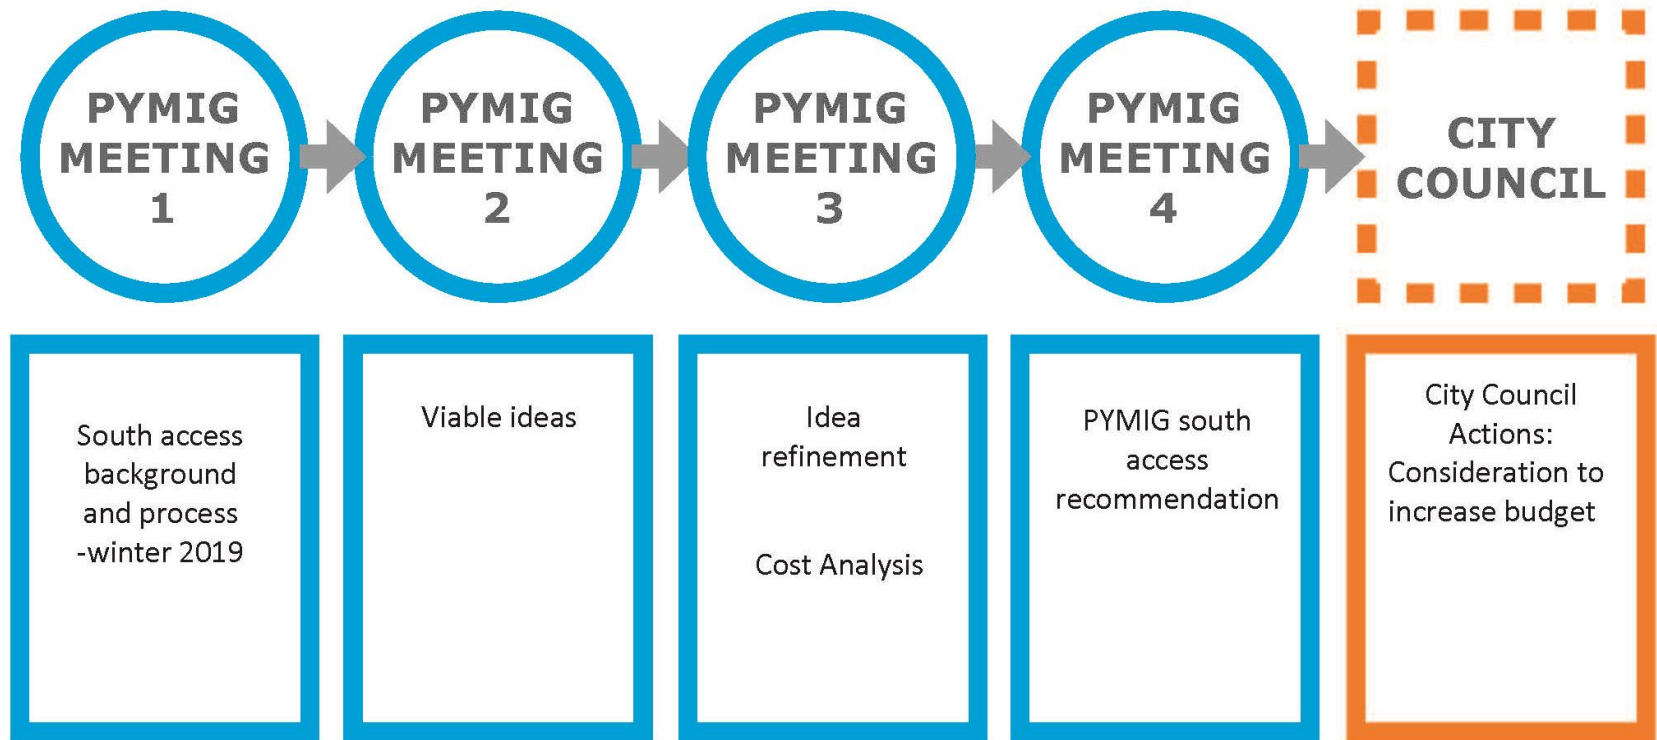 PYMIG
MEETING
1
PYMIG
MEETING
2
PYMIG
MEETING
3
PYMIG
MEETING
4
CITY
COUNCIL
South access
background
and process
-winter 2019
Viable ideas
Idea
refinement
Cost Analysis
PYMIG south
access
recommendation
City Council
Actions:
Consideration to
increase budget